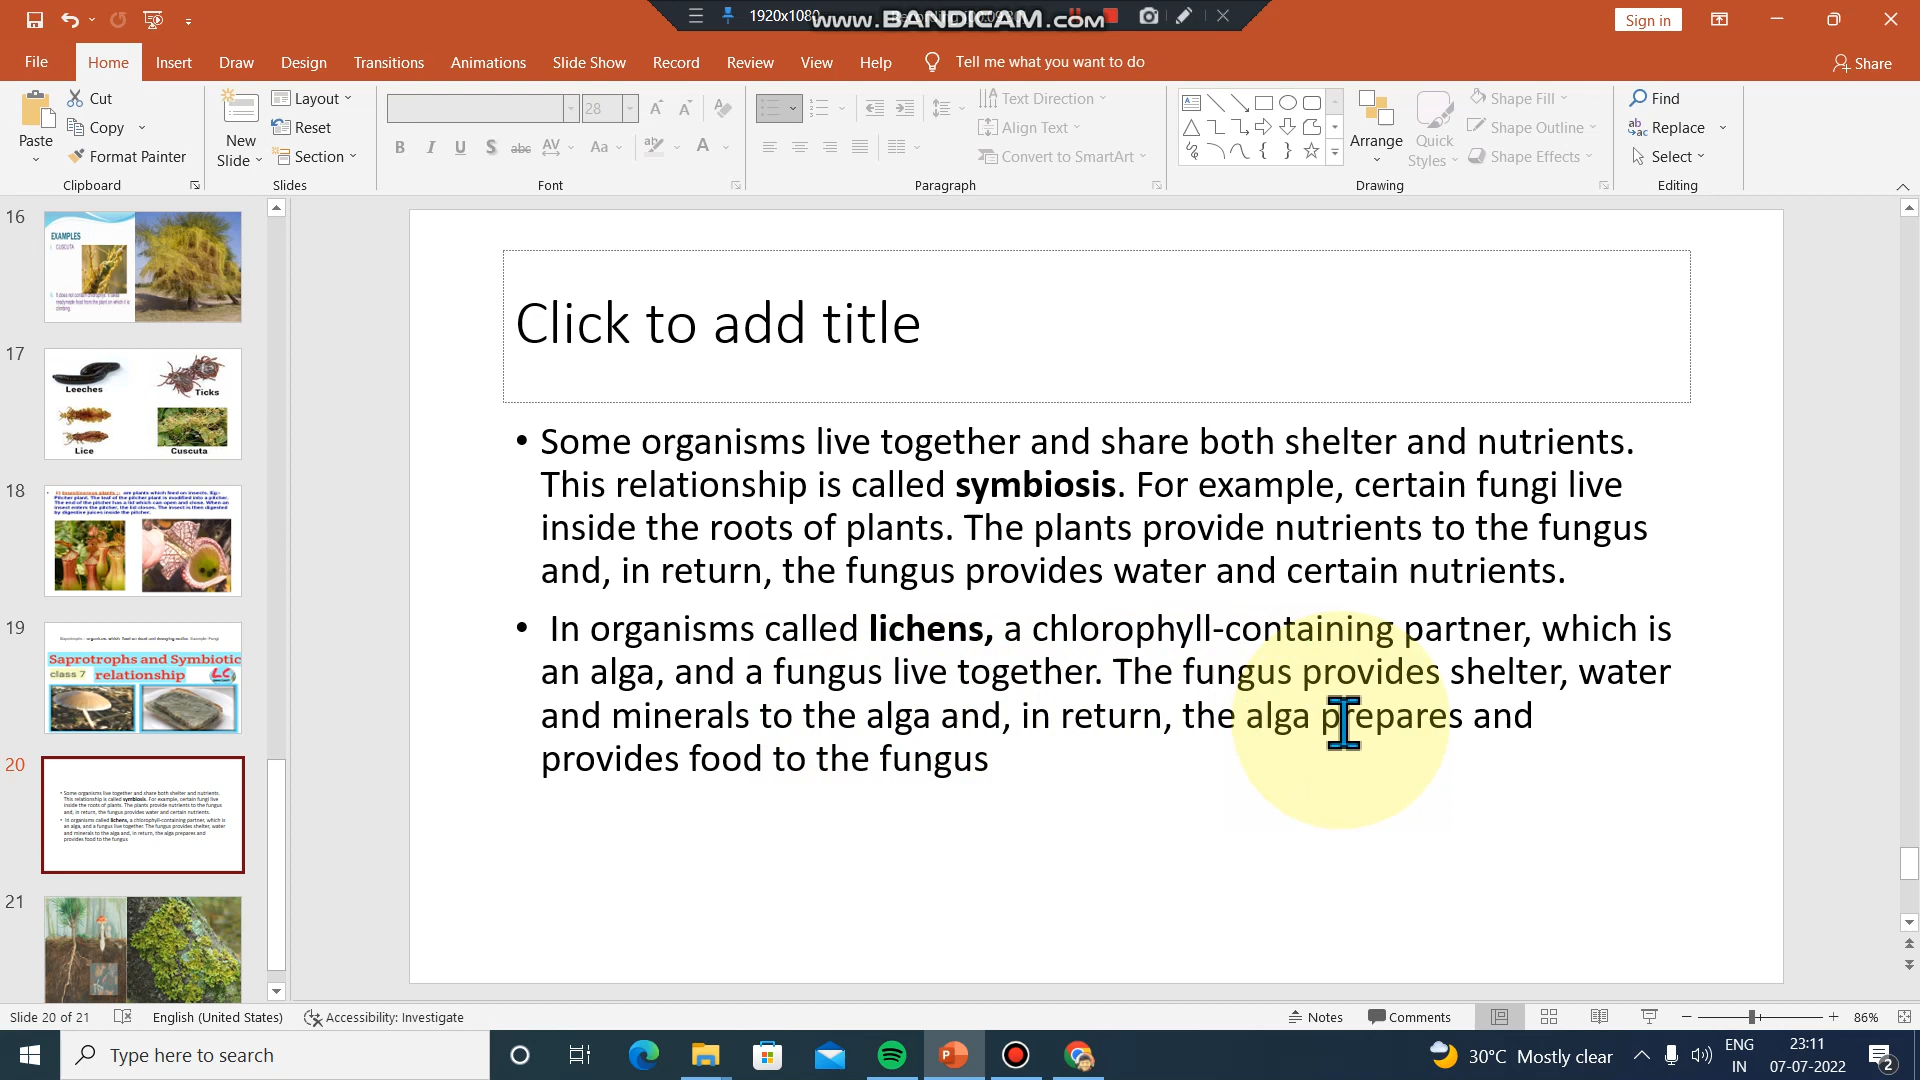 1920x1080
www.BANDICAM.com
Sign in
File
Home
Insert
Draw
Design
Transitions
Animations
Slide Show
Record
Review
View
Help
Tell me what you want to do
Share
Paste
Cut
Copy
Format Painter
Clipboard
New
Slide
Layout
Reset
Section
Slides
28
Font
Text Direction
Align Text
Convert to SmartArt
Paragraph
Arrange
Quick
Styles
Shape Fill
Shape Outline
Shape Effects
Drawing
Find
Replace
Select
Editing
16
EXAMPLES
CUSCUTA
17
Leeches
Ticks
Lice
Cuscuta
18
19
Saprotrophs and Symbiotic
class 7 relationship
20
21
Click to add title
• Some organisms live together and share both shelter and nutrients.
This relationship is called symbiosis. For example, certain fungi live
inside the roots of plants. The plants provide nutrients to the fungus
and, in return, the fungus provides water and certain nutrients.
• In organisms called lichens, a chlorophyll-containing partner, which is
an alga, and a fungus live together. The fungus provides shelter, water
and minerals to the alga and, in return, the alga prepares and
provides food to the fungus
Slide 20 of 21
English (United States)
Accessibility: Investigate
Notes
Comments
86%
Type here to search
30°C Mostly clear
ENG
IN
23:11
07-07-2022
2